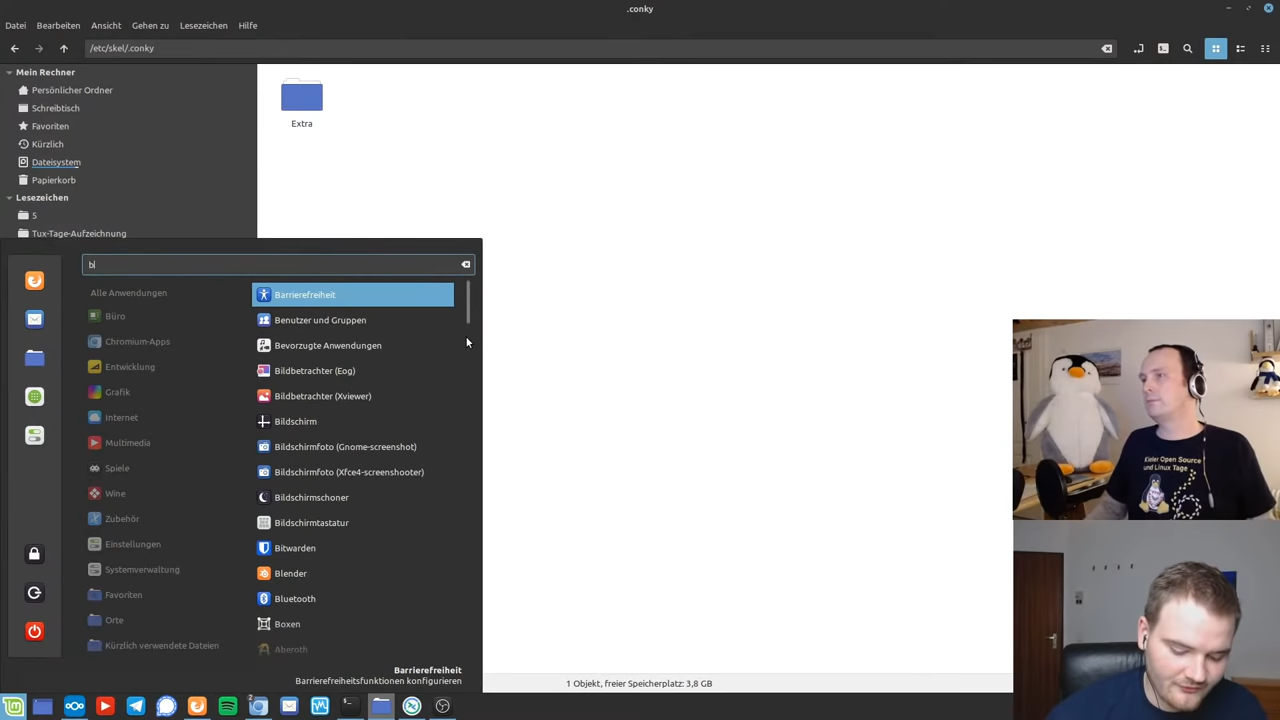 .conky
Datei Bearbeiten Ansicht Gehen zu Lesezeichen Hilfe
/etc/skel/.conky
Mein Rechner
Persönlicher Ordner
Schreibtisch
Favoriten
Kürzlich
Dateisystem
Papierkorb
Lesezeichen
5
Tux-Tage-Aufzeichnung
Extra
bl
Alle Anwendungen
Büro
Chromium-Apps
Entwicklung
Grafik
Internet
Multimedia
Spiele
Wine
Zubehör
Einstellungen
Systemverwaltung
Favoriten
Orte
Kürzlich verwendete Dateien
Barrierefreiheit
Benutzer und Gruppen
Bevorzugte Anwendungen
Bildbetrachter (Eog)
Bildbetrachter (Xviewer)
Bildschirm
Bildschirmfoto (Gnome-screenshot)
Bildschirmfoto (Xfce4-screenshooter)
Bildschirmschoner
Bildschirmtastatur
Bitwarden
Blender
Bluetooth
Boxen
Aberoth
Barrierefreiheit
Barrierefreiheitsfunktionen konfigurieren
1 Objekt, freier Speicherplatz: 3,8 GB
Kieler Open Source
und Linux Tage
2